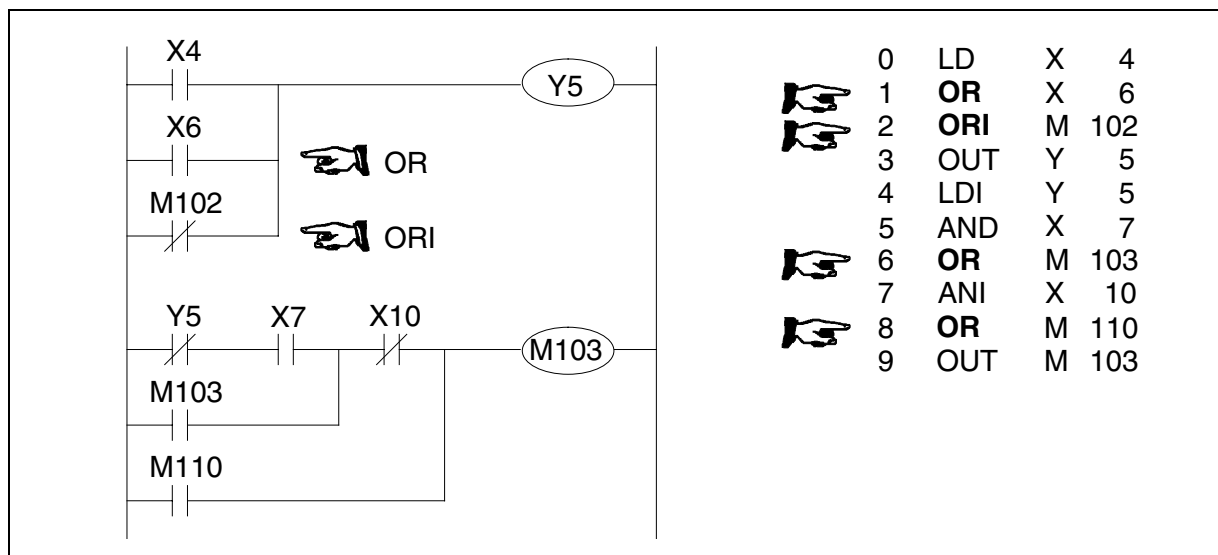 X4
Y5
X6
OR
M102
ORI
Y5 X7 X10
M103
M103
M110
0 LD X 4
1 OR X 6
2 ORI M 102
3 OUT Y 5
4 LDI Y 5
5 AND X 7
6 OR M 103
7 ANI X 10
8 OR M 110
9 OUT M 103